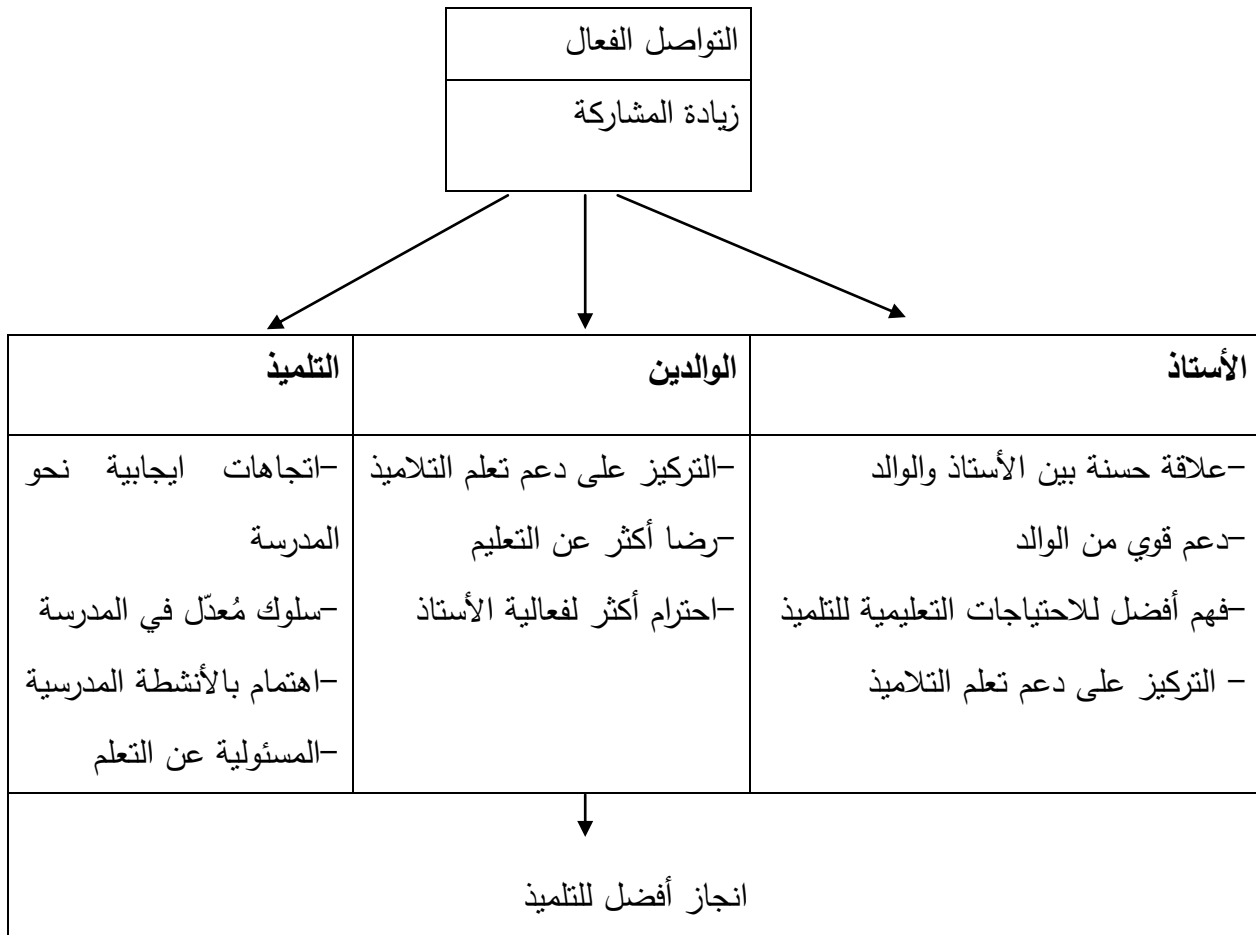 التواصل الفعال
زيادة المشاركة
الأستاذ
الوالدين
التلميذ
-علاقة حسنة بين الأستاذ والوالد
-دعم قوي من الوالد
-فهم أفضل للاحتياجات التعليمية للتلميذ
- التركيز على دعم تعلم التلاميذ
-التركيز على دعم تعلم التلاميذ
-رضا أكثر عن التعليم
-احترام أكثر لفعالية الأستاذ
-اتجاهات ايجابية نحو
المدرسة
-سلوك مُعدّل في المدرسة
-اهتمام بالأنشطة المدرسية
-المسئولية عن التعلم
انجاز أفضل للتلميذ